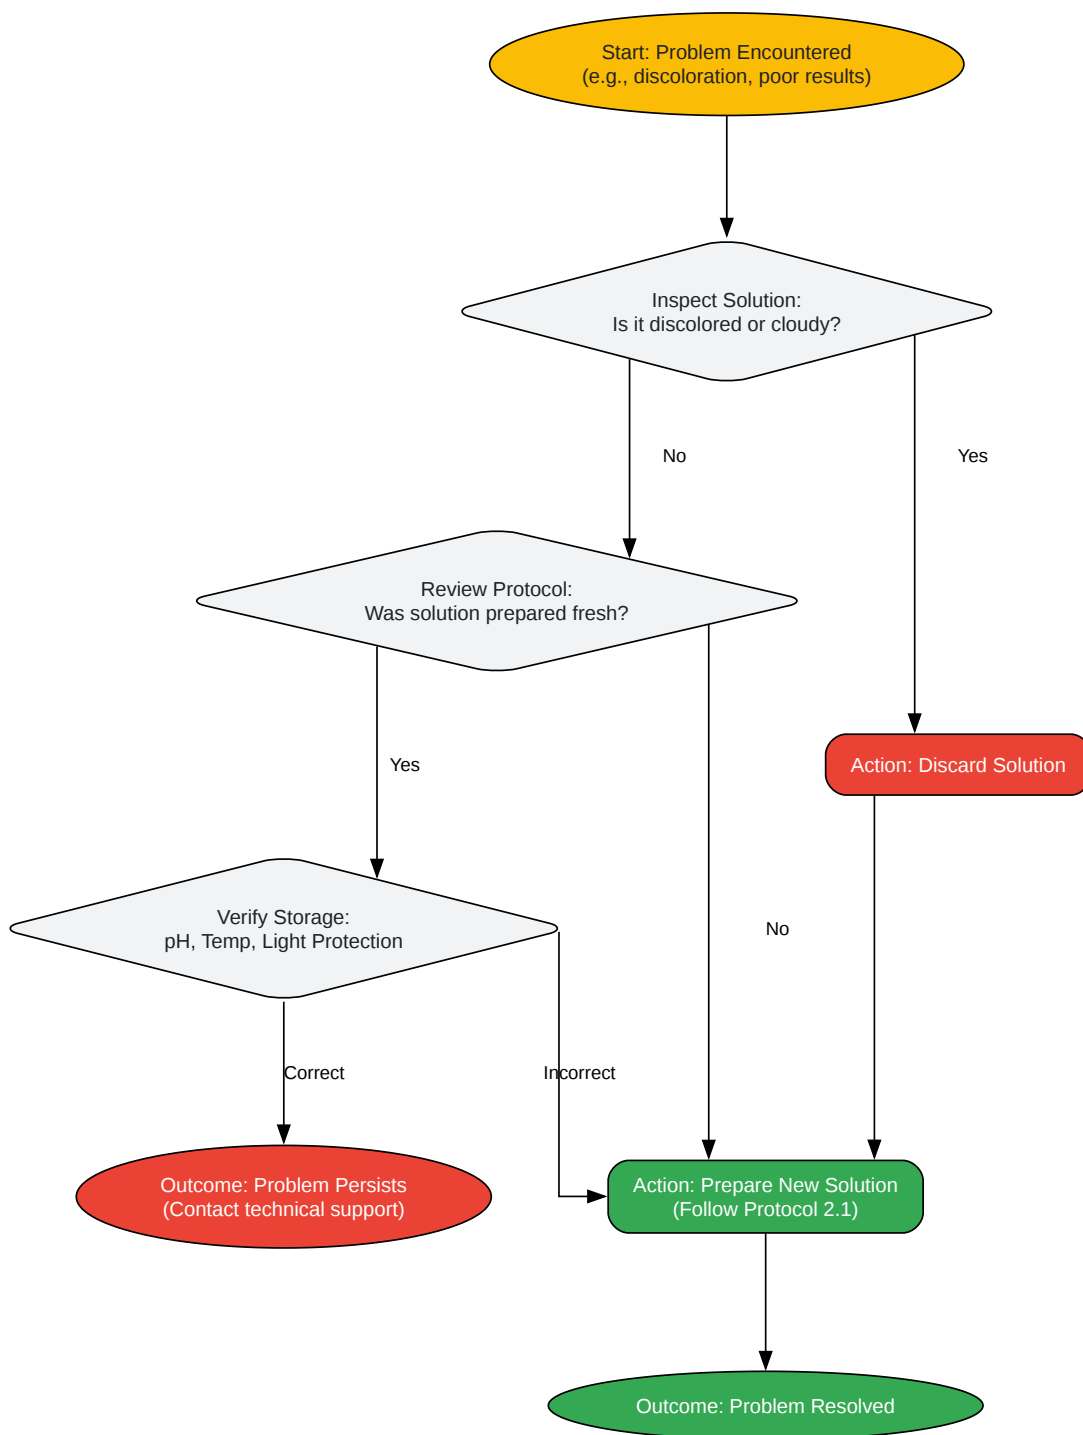 Start: Problem Encountered
(e.g., discoloration, poor results)
Inspect Solution:
Is it discolored or cloudy?
No
Yes
Review Protocol:
Was solution prepared fresh?
Yes
Action: Discard Solution
Verify Storage:
pH, Temp, Light Protection
No
Correct
Incorrect
Outcome: Problem Persists
(Contact technical support)
Action: Prepare New Solution
(Follow Protocol 2.1)
Outcome: Problem Resolved